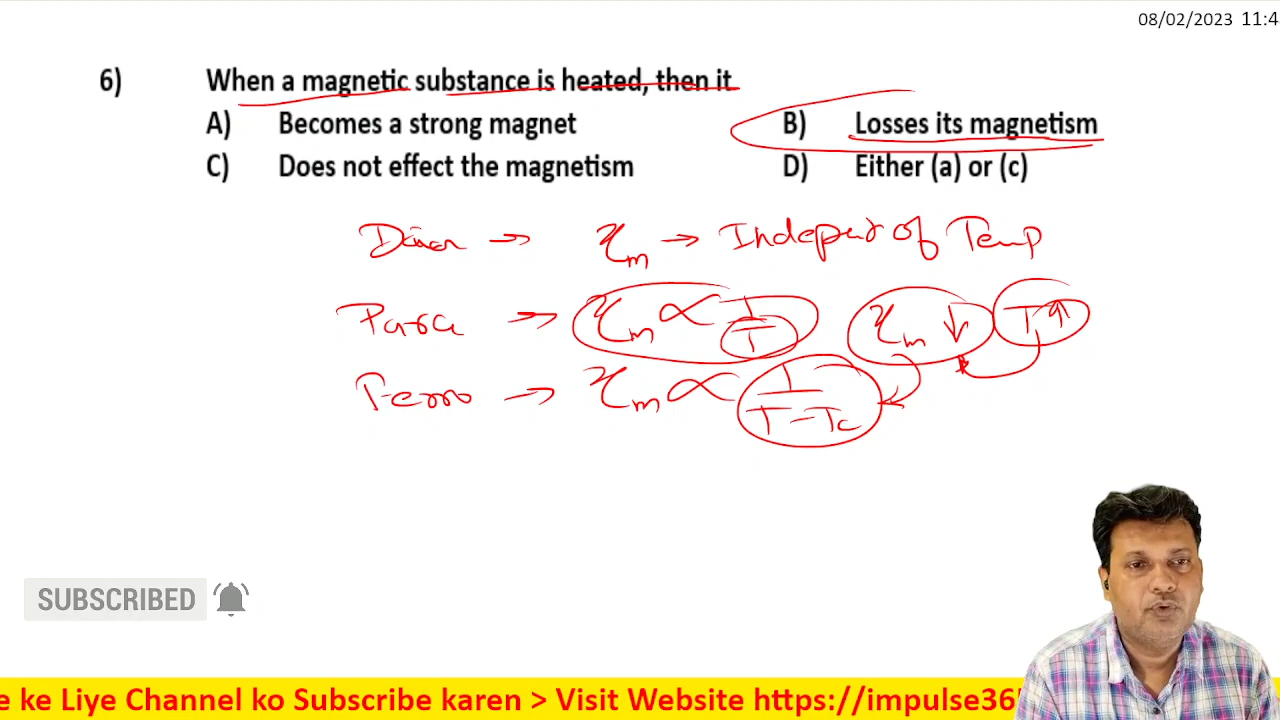 08/02/2023 11:4
6) When a magnetic substance is heated, then it
A) Becomes a strong magnet B) Losses its magnetism
C) Does not effect the magnetism D) Either (a) or (c)
→ χm → of Temp
Para → χm ∝ 1/T χm ↓ T↑
Ferro → χm ∝ 1/T - Tc
SUBSCRIBED
e ke Liye Channel ko Subscribe karen > Visit Website https://impulse36